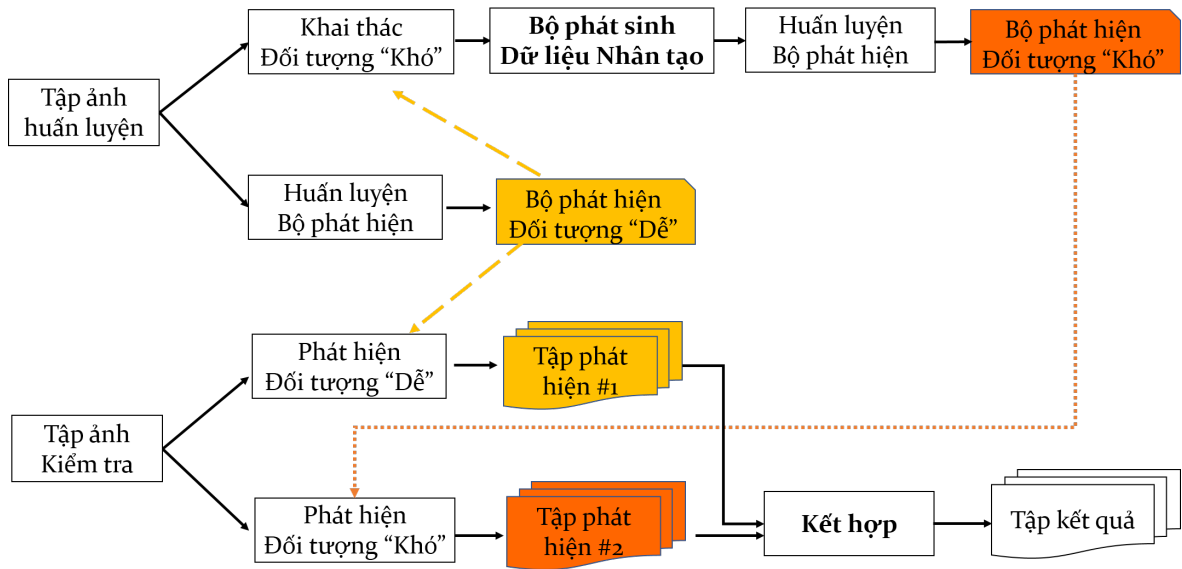 Khai thác
Đối tượng “Khó”
Bộ phát sinh
Dữ liệu Nhân tạo
Huấn luyện
Bộ phát hiện
Bộ phát hiện
Đối tượng “Khó”
Tập ảnh
huấn luyện
Huấn luyện
Bộ phát hiện
Bộ phát hiện
Đối tượng “Dễ”
Phát hiện
Đối tượng “Dễ”
Tập phát
hiện #1
Tập ảnh
Kiểm tra
Phát hiện
Đối tượng “Khó”
Tập phát
hiện #2
Kết hợp
Tập kết quả